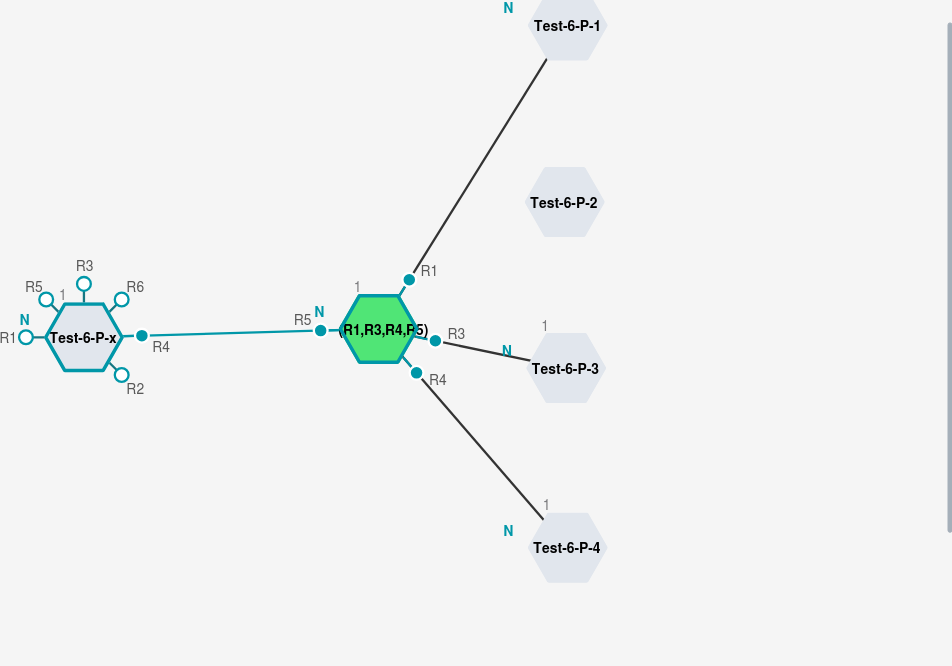 N
Test-6-P-1
Test-6-P-2
R3
R5
1
R6
N
R1
Test-6-P-x
R4
R2
R1
1
N
R5
(R1,R3,R4,R5)
R3
R4
1
N
Test-6-P-3
1
N
Test-6-P-4